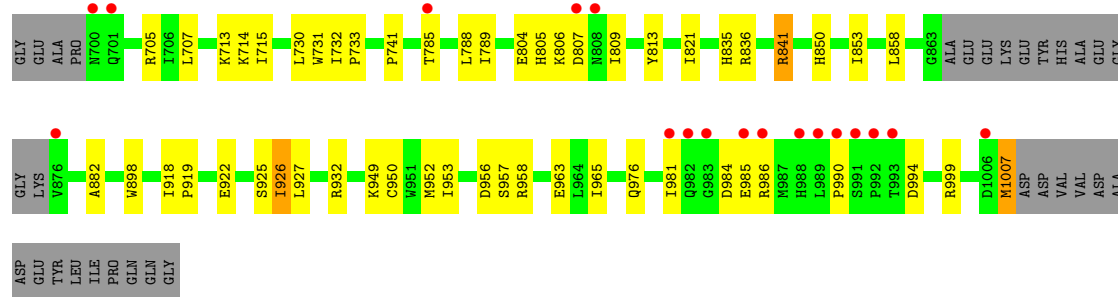 GLY GLU ALA PRO N700 Q701 R705 I706 L707 K713 K714 I715 L730 W731 I732 P733 P741 T785 L788 I789 E804 H805 K806 D807 N808 I809 Y813 I821 H835 R836 R841 H850 I853 L858 G863 ALA GLU GLU LYS GLU TYR HIS ALA GLU GLY
GLY LYS V876 A882 W898 I918 P919 E922 S925 I926 L927 R932 K949 C950 W951 M952 I953 D956 S957 R958 E963 L964 I965 Q976 I981 Q982 G983 D984 E985 R986 M987 H988 L989 P990 S991 P992 T993 D994 R999 D1006 M1007 ASP ASP VAL VAL ASP ALA
ASP GLU TYR LEU ILE PRO GLN GLN GLY